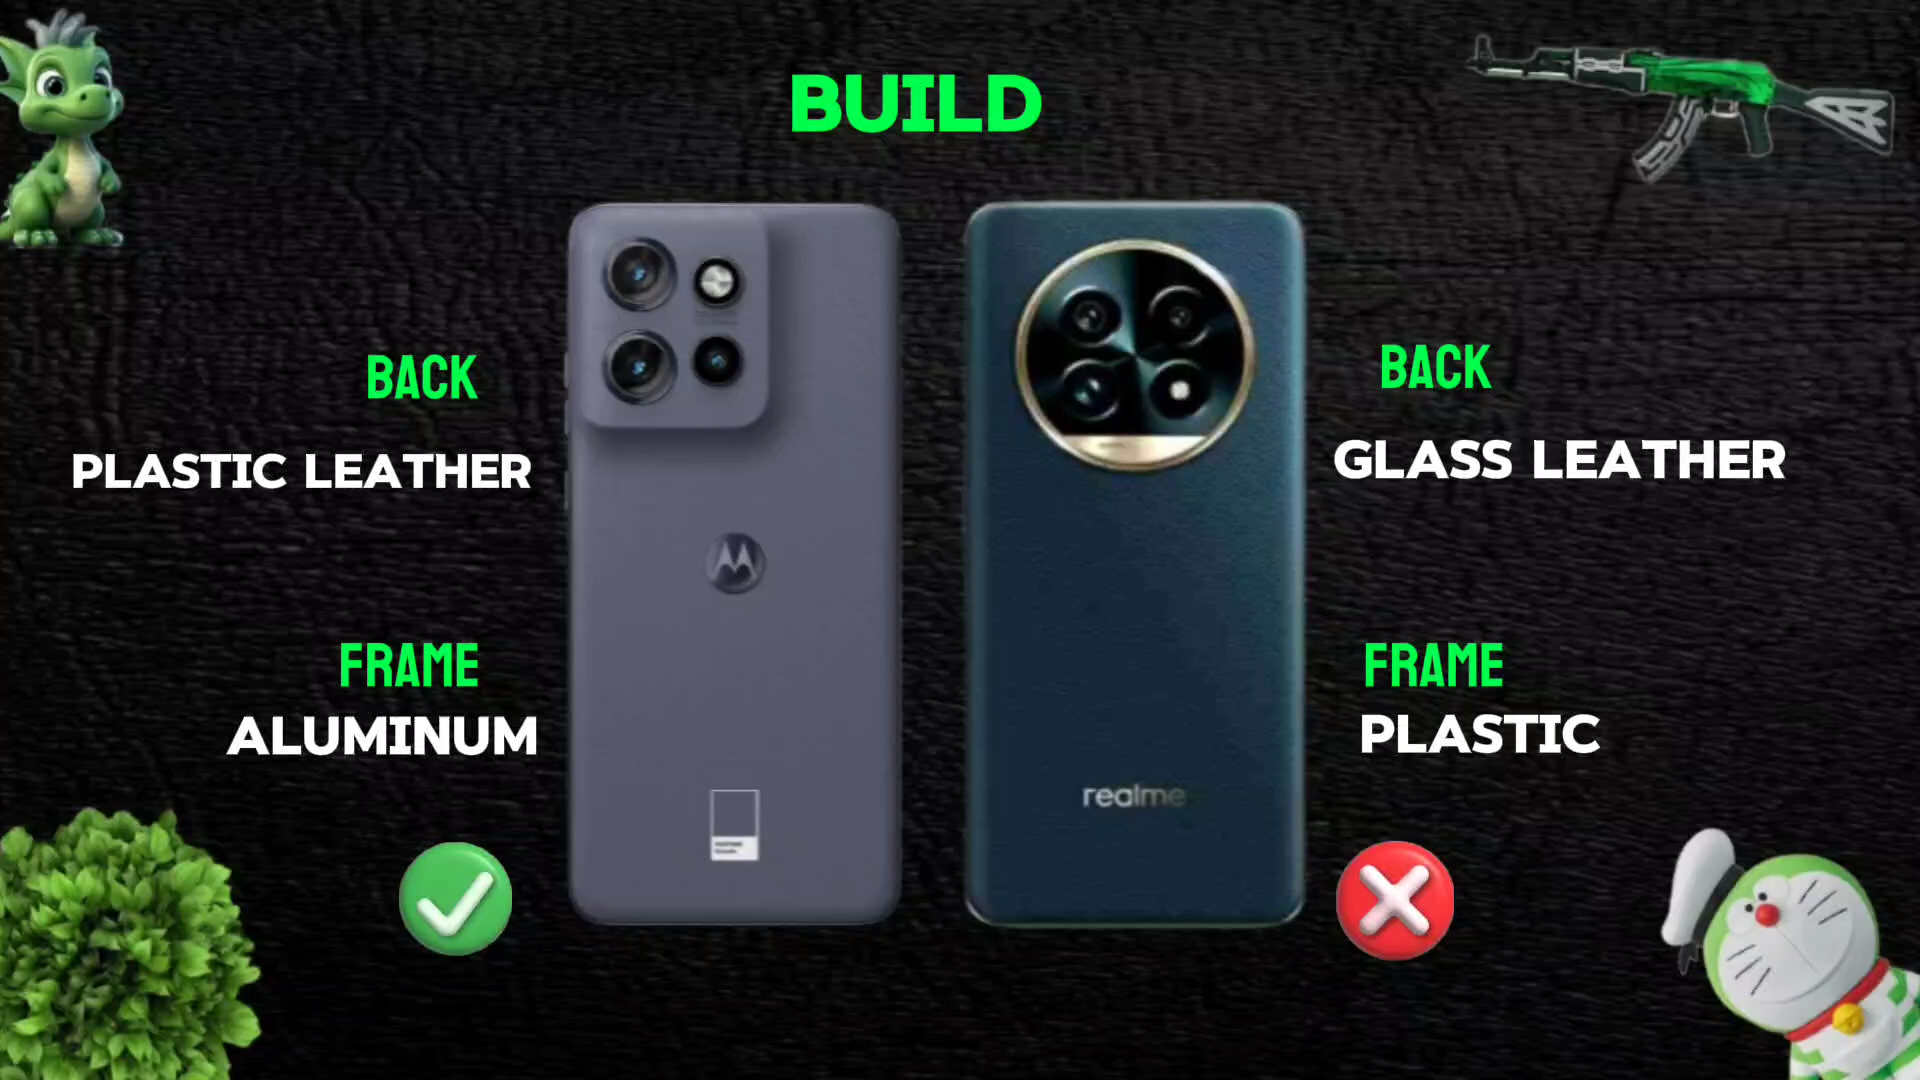 BUILD
BACK
PLASTIC LEATHER
FRAME
ALUMINUM
BACK
GLASS LEATHER
FRAME
PLASTIC
realme